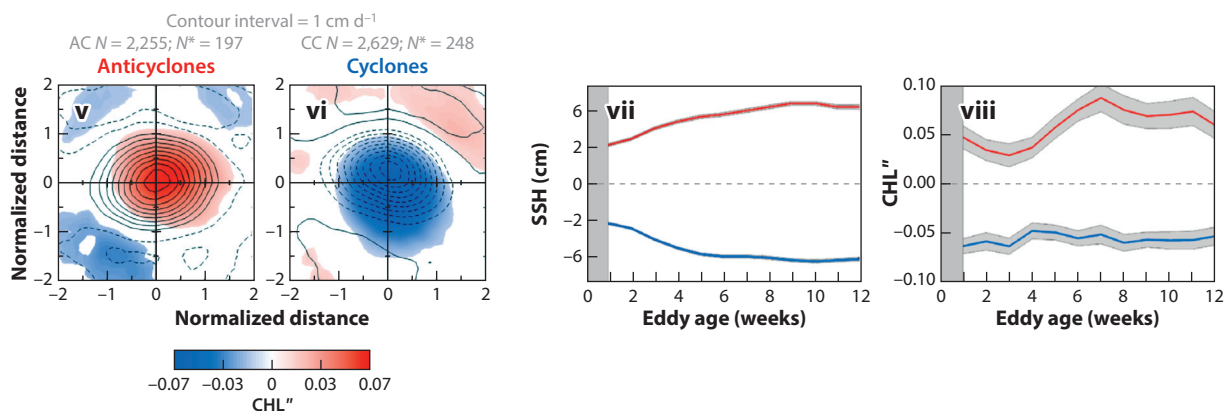 Contour interval = 1 cm d⁻¹
AC N = 2,255; N* = 197
CC N = 2,629; N* = 248
Anticyclones
Cyclones
v
vi
vii
viii
2
1
0
−1
−2
Normalized distance
−2
−1
0
1
2
−2
−1
0
1
2
Normalized distance
−0.07
−0.03
0
0.03
0.07
CHL″
6
2
0
−2
−6
SSH (cm)
0
2
4
6
8
10
12
Eddy age (weeks)
0.10
0.05
0.00
−0.05
−0.10
CHL″
0
2
4
6
8
10
12
Eddy age (weeks)